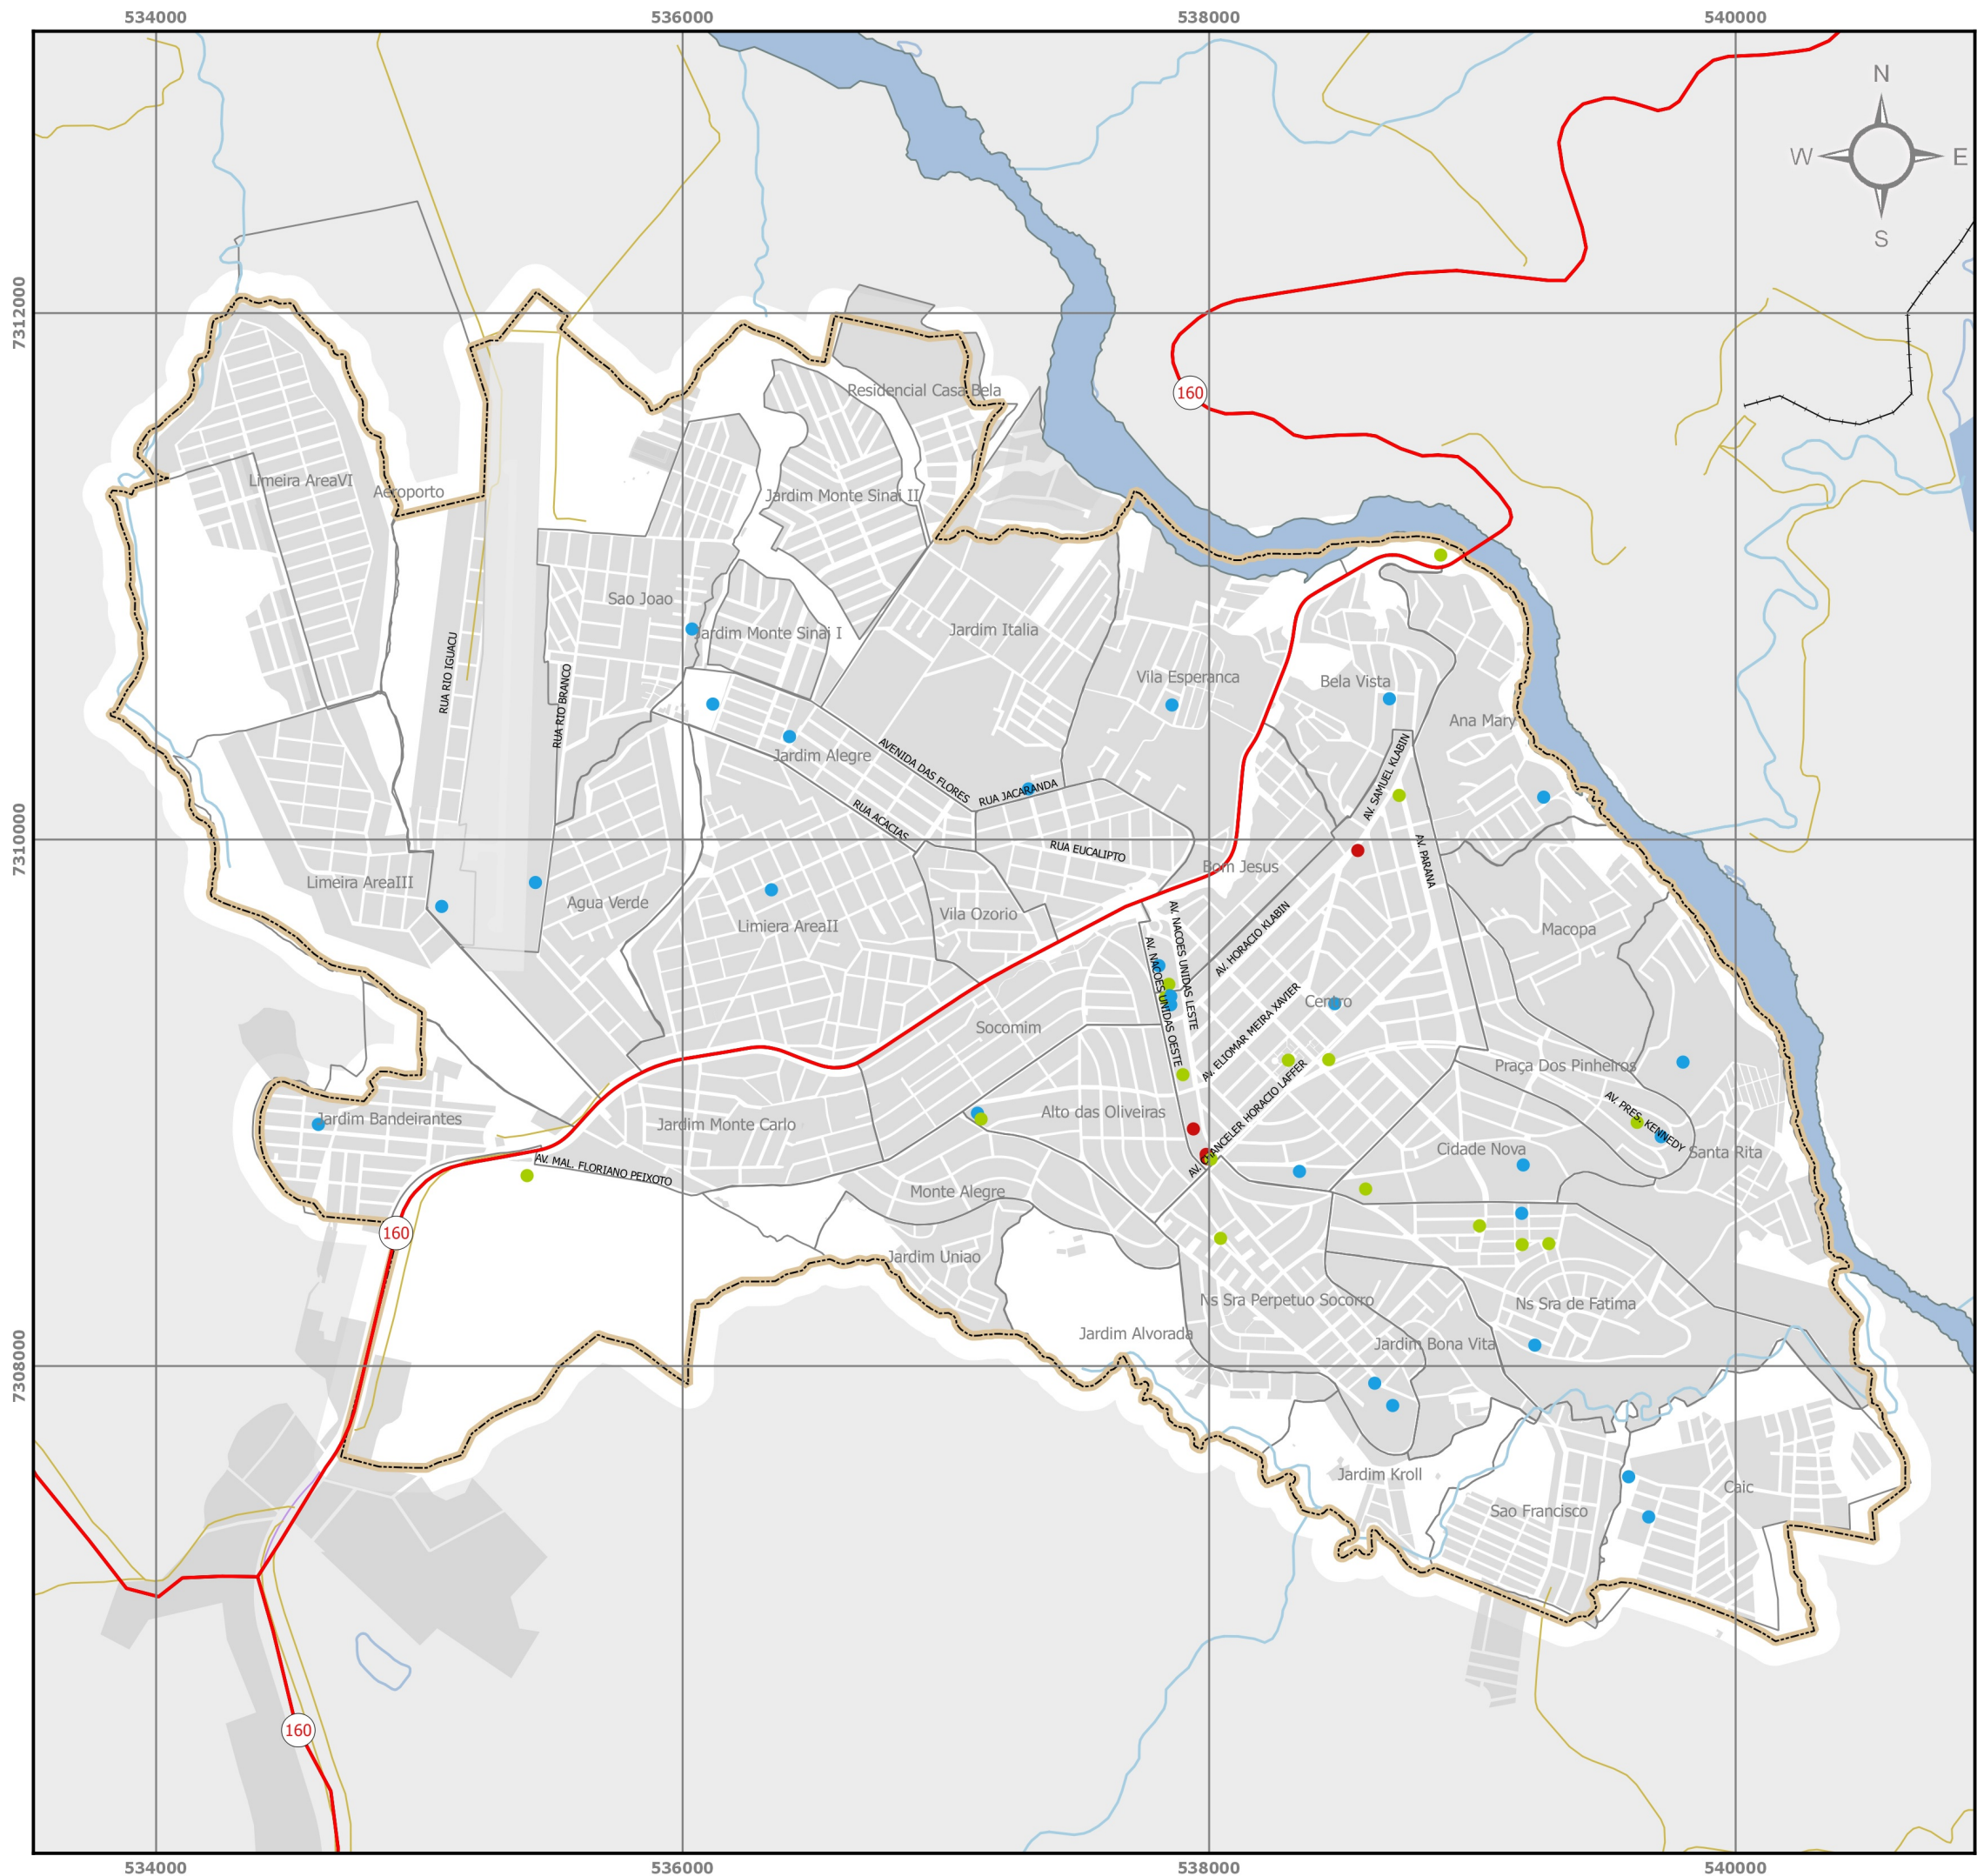 534000
536000
538000
540000
N
W
E
S
7312000
7312000
160
Residencial Casa Bela
Limeira AreaVI
Aeroporto
Jardim Monte Sinai II
Sao Joao
Jardim Monte Sinai I
Jardim Italia
RUA RIO IGUACU
RUA RIO BRANCO
Vila Esperanca
Bela Vista
Ana Mary
Jardim Alegre
AVENIDA DAS FLORES
RUA JACARANDA
AV. SAMUEL KLABIN
RUA ACACIAS
7310000
RUA EUCALIPTO
Bom Jesus
AV. PARANA
Limeira AreaIII
Agua Verde
Limiera AreaII
Vila Ozorio
AV. NACOES UNIDAS LESTE
AV. HORACIO KLABIN
Macopa
AV. NACOES UNIDAS OESTE
Centro
Socomim
AV. ELIOMAR MEIRA XAVIER
Praça Dos Pinheiros
Jardim Bandeirantes
Jardim Monte Carlo
Alto das Oliveiras
AV. CHANCELER HORACIO LAFFER
AV. PRES. KENNEDY
Cidade Nova
Santa Rita
AV. MAL. FLORIANO PEIXOTO
Monte Alegre
160
Jardim Uniao
Ns Sra Perpetuo Socorro
Ns Sra de Fatima
Jardim Alvorada
Jardim Bona Vita
7308000
Jardim Kroll
Sao Francisco
Caic
160
534000
536000
538000
540000